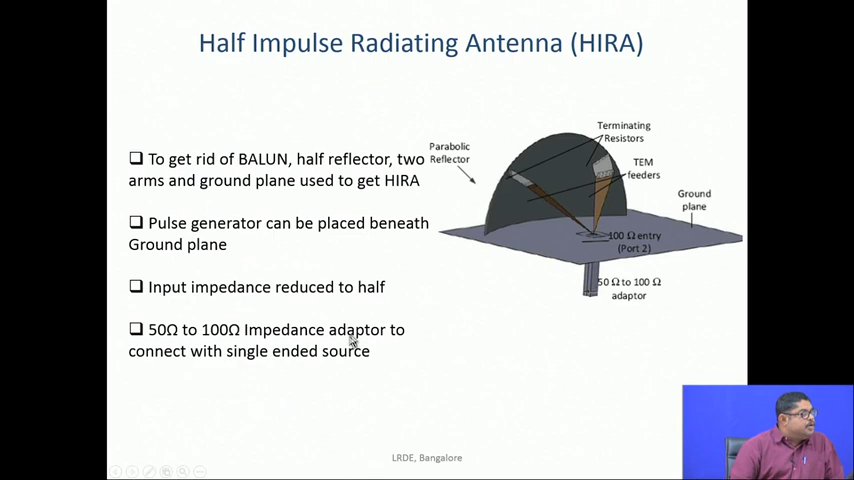 Half Impulse Radiating Antenna (HIRA)
❑ To get rid of BALUN, half reflector, two
arms and ground plane used to get HIRA
❑ Pulse generator can be placed beneath
Ground plane
❑ Input impedance reduced to half
❑ 50Ω to 100Ω Impedance adaptor to
connect with single ended source
Parabolic
Reflector
Terminating
Resistors
TEM
feeders
Ground
plane
100 Ω entry
(Port 2)
50 Ω to 100 Ω
adaptor
LRDE, Bangalore